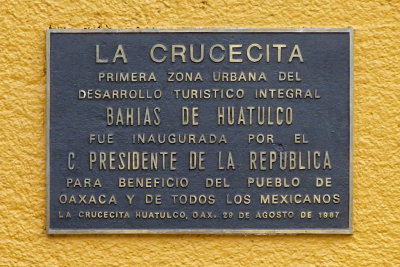 LA CRUCECITA
PRIMERA ZONA URBANA DEL
DESARROLLO TURISTICO INTEGRAL
BAHIAS DE HUATULCO
FUE INAUGURADA POR EL
C. PRESIDENTE DE LA REPUBLICA
PARA BENEFICIO DEL PUEBLO DE
OAXACA Y DE TODOS LOS MEXICANOS
LA CRUCECITA HUATULCO, OAX. 29 DE AGOSTO DE 1987